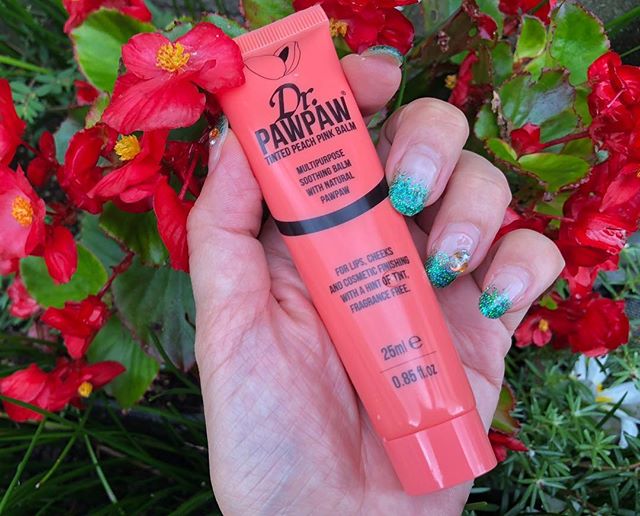 Dr.
PAWPAW®
TINTED PEACH PINK BALM
MULTIPURPOSE
SOOTHING BALM
WITH NATURAL
PAWPAW
FOR LIPS, CHEEKS
AND COSMETIC FINISHING
WITH A HINT OF TINT,
FRAGRANCE FREE.
25ml ℮
0.85 fl.oz